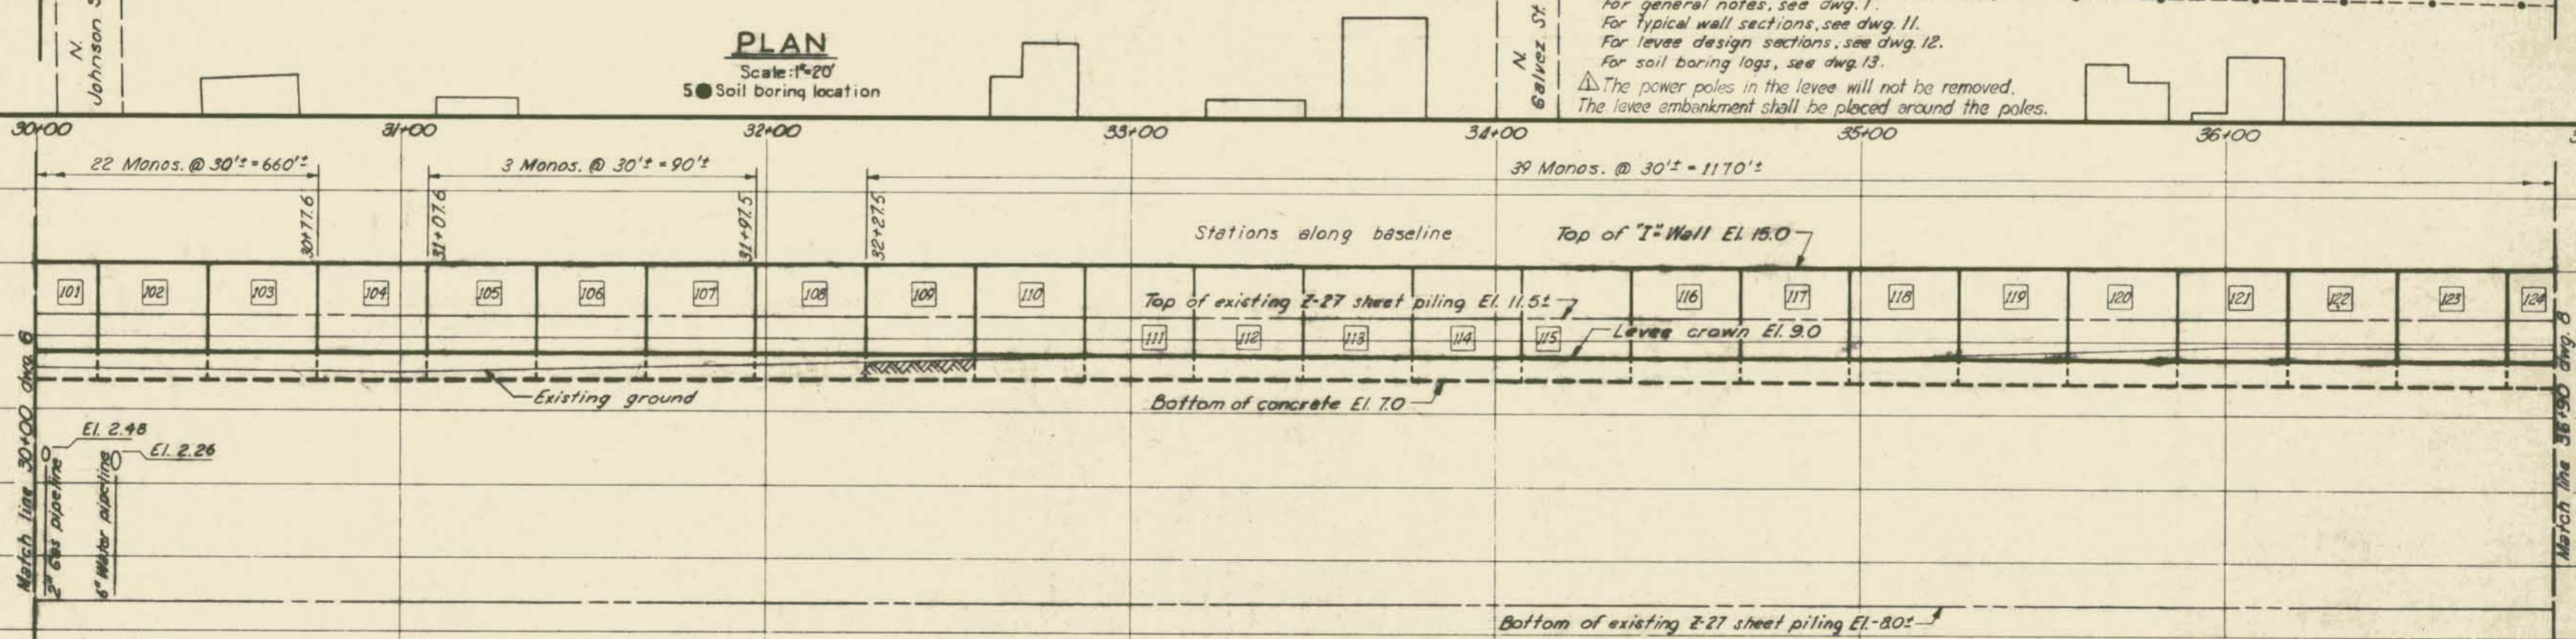 N. Johnson S
PLAN
Scale: 1"=20'
5 ● Soil boring location
N. Galvez St.
For general notes, see dwg. 1.
For typical wall sections, see dwg. 11.
For levee design sections, see dwg. 12.
For soil boring logs, see dwg. 13.
⚠ The power poles in the levee will not be removed.
The levee embankment shall be placed around the poles.
30+00 31+00 32+00 33+00 34+00 35+00 36+00
22 Monos. @ 30'± = 660'±
3 Monos. @ 30'± = 90'±
39 Monos. @ 30'± = 1170'±
30+77.6
31+07.6
31+97.5
32+27.5
Stations along baseline
Top of "I"-Wall El. 15.0
101 102 103 104 105 106 107 108 109 110
Top of existing Z-27 sheet piling El. 11.5±
116 117 118 119 120 121 122 123 124
111 112 113 114 115
Levee crown El. 9.0
Existing ground
Bottom of concrete El. 7.0
Match line 30+00 dwg. 6
El. 2.48
2" Gas pipeline
El. 2.26
6" Water pipeline
Match line 36+90 dwg. 8
Bottom of existing Z-27 sheet piling El.-8.0±